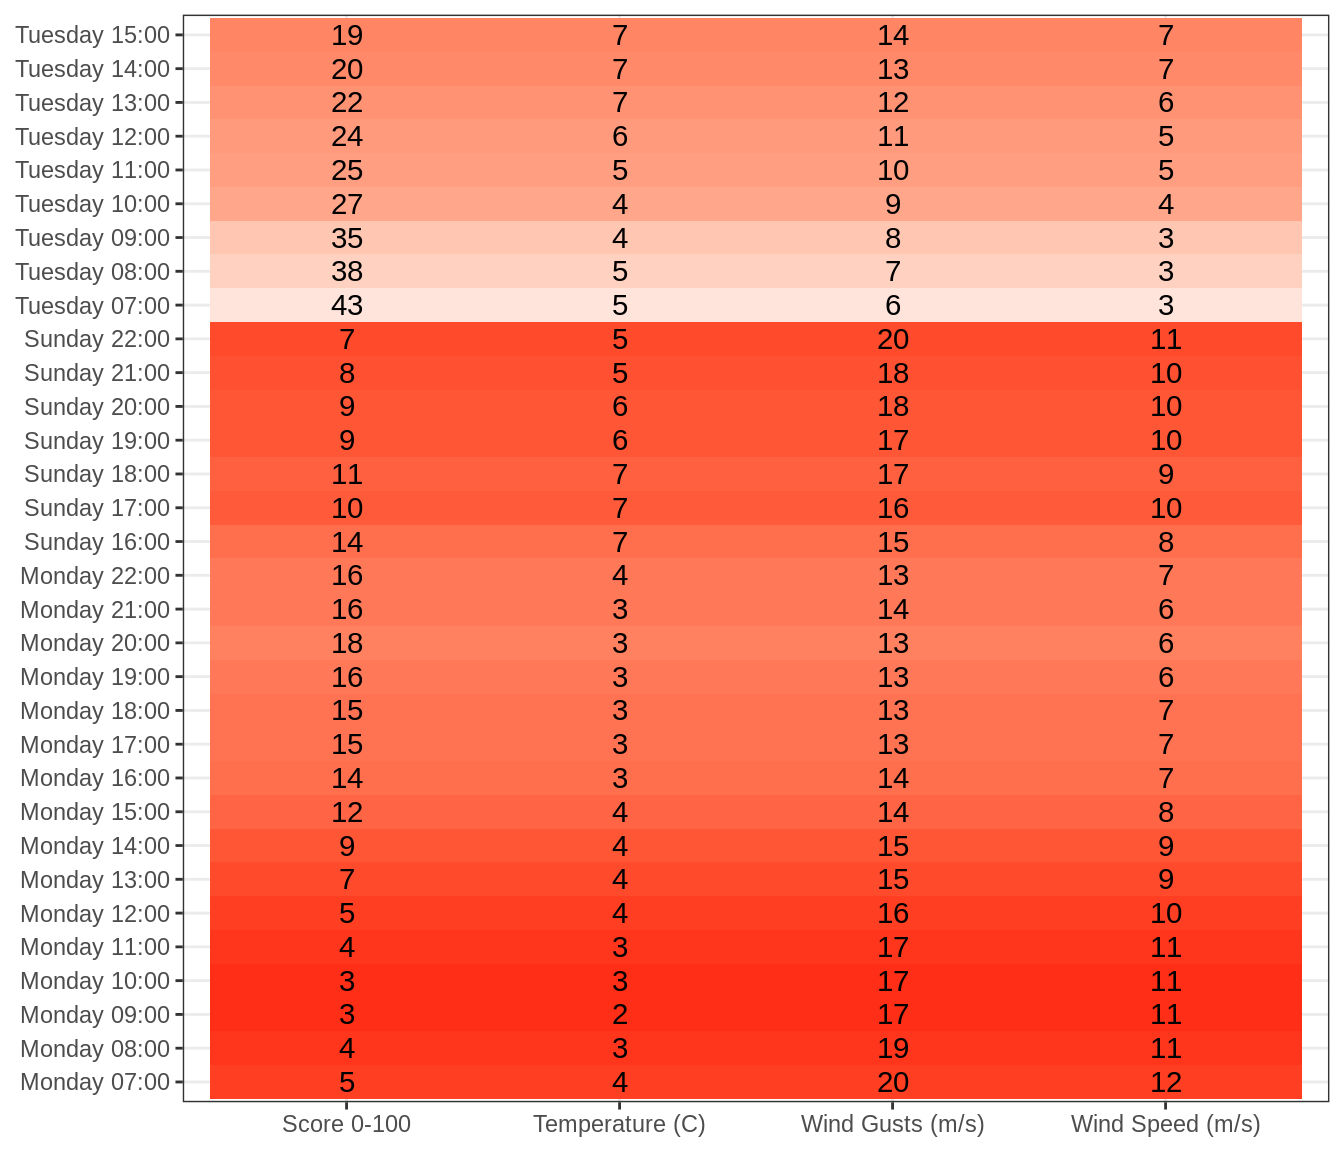 Tuesday 15:00 19 7 14 7
Tuesday 14:00 20 7 13 7
Tuesday 13:00 22 7 12 6
Tuesday 12:00 24 6 11 5
Tuesday 11:00 25 5 10 5
Tuesday 10:00 27 4 9 4
Tuesday 09:00 35 4 8 3
Tuesday 08:00 38 5 7 3
Tuesday 07:00 43 5 6 3
Sunday 22:00 7 5 20 11
Sunday 21:00 8 5 18 10
Sunday 20:00 9 6 18 10
Sunday 19:00 9 6 17 10
Sunday 18:00 11 7 17 9
Sunday 17:00 10 7 16 10
Sunday 16:00 14 7 15 8
Monday 22:00 16 4 13 7
Monday 21:00 16 3 14 6
Monday 20:00 18 3 13 6
Monday 19:00 16 3 13 6
Monday 18:00 15 3 13 7
Monday 17:00 15 3 13 7
Monday 16:00 14 3 14 7
Monday 15:00 12 4 14 8
Monday 14:00 9 4 15 9
Monday 13:00 7 4 15 9
Monday 12:00 5 4 16 10
Monday 11:00 4 3 17 11
Monday 10:00 3 3 17 11
Monday 09:00 3 2 17 11
Monday 08:00 4 3 19 11
Monday 07:00 5 4 20 12
Score 0-100 Temperature (C) Wind Gusts (m/s) Wind Speed (m/s)